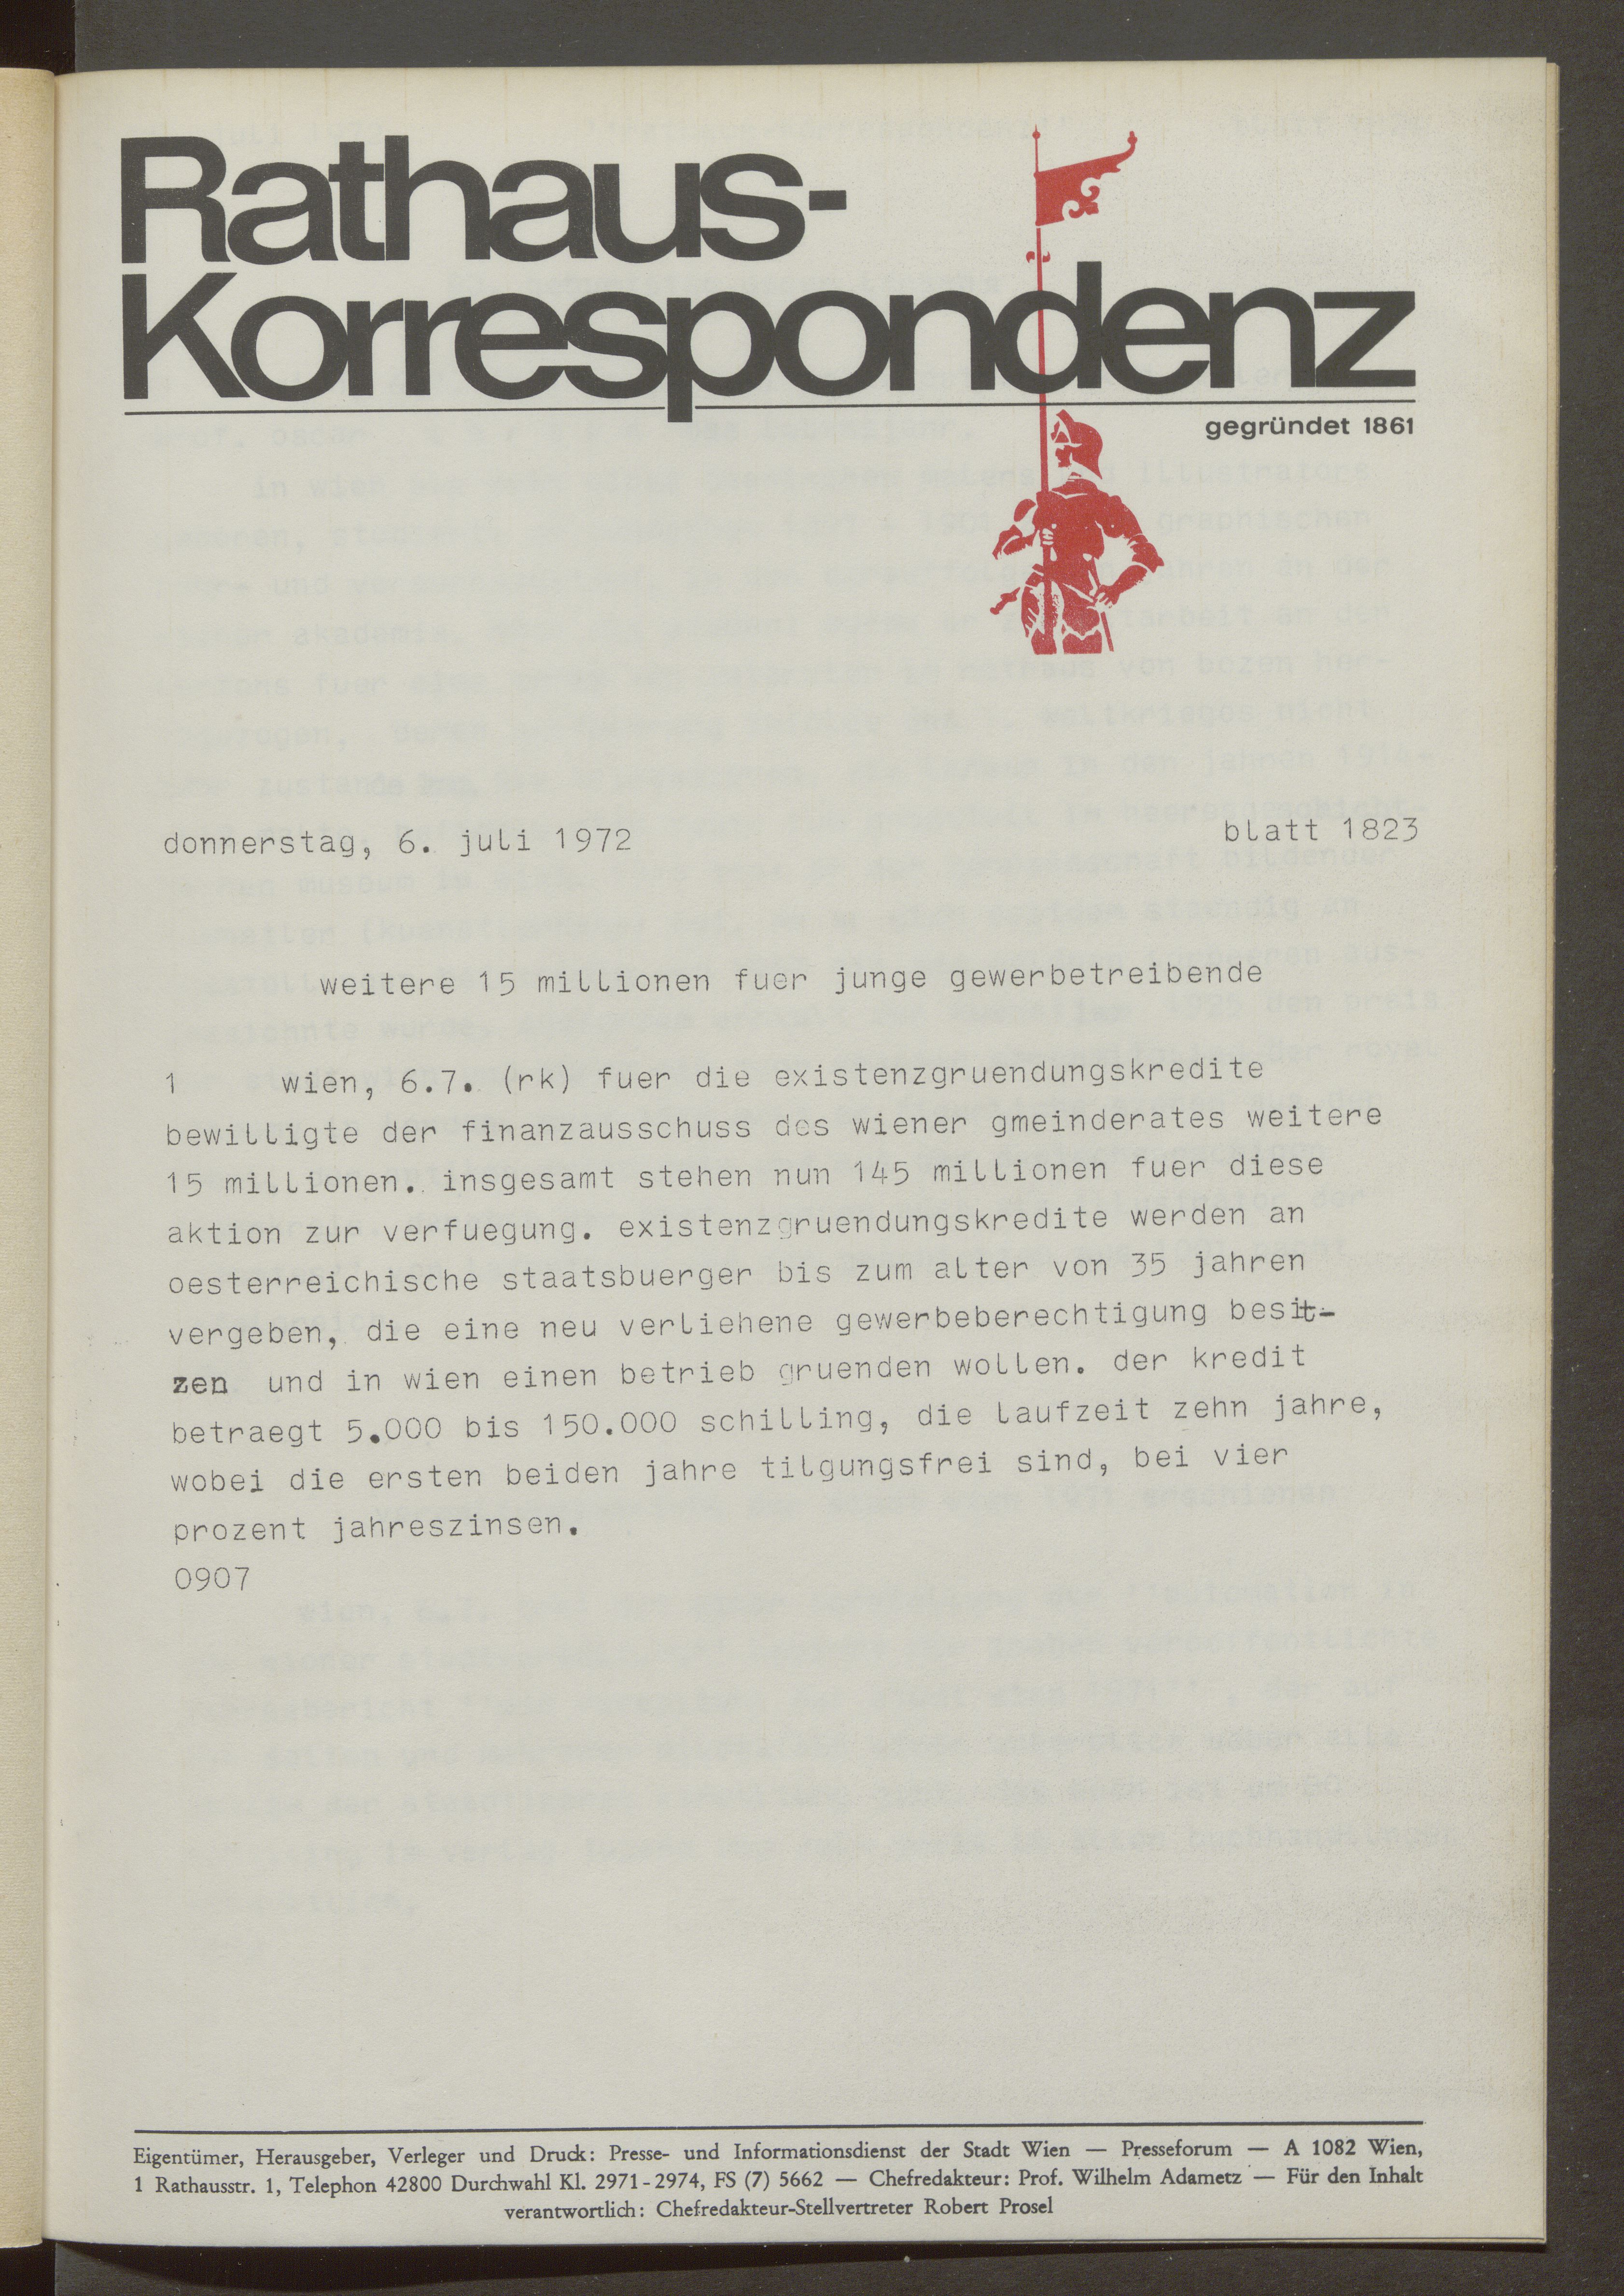 Rathaus-
Korrespondenz
gegründet 1861
donnerstag, 6. juli 1972
blatt 1823
weitere 15 millionen fuer junge gewerbetreibende
1 wien, 6.7. (rk) fuer die existenzgruendungskredite
bewilligte der finanzausschuss des wiener gmeinderates weitere
15 millionen. insgesamt stehen nun 145 millionen fuer diese
aktion zur verfuegung. existenzgruendungskredite werden an
oesterreichische staatsbuerger bis zum alter von 35 jahren
vergeben, die eine neu verliehene gewerbeberechtigung besit-
zen und in wien einen betrieb gruenden wollen. der kredit
betraegt 5.000 bis 150.000 schilling, die laufzeit zehn jahre,
wobei die ersten beiden jahre tilgungsfrei sind, bei vier
prozent jahreszinsen.
0907
Eigentümer, Herausgeber, Verleger und Druck: Presse- und Informationsdienst der Stadt Wien — Presseforum — A 1082 Wien,
1 Rathausstr. 1, Telephon 42800 Durchwahl Kl. 2971-2974, FS (7) 5662 — Chefredakteur: Prof. Wilhelm Adametz — Für den Inhalt
verantwortlich: Chefredakteur-Stellvertreter Robert Prosel